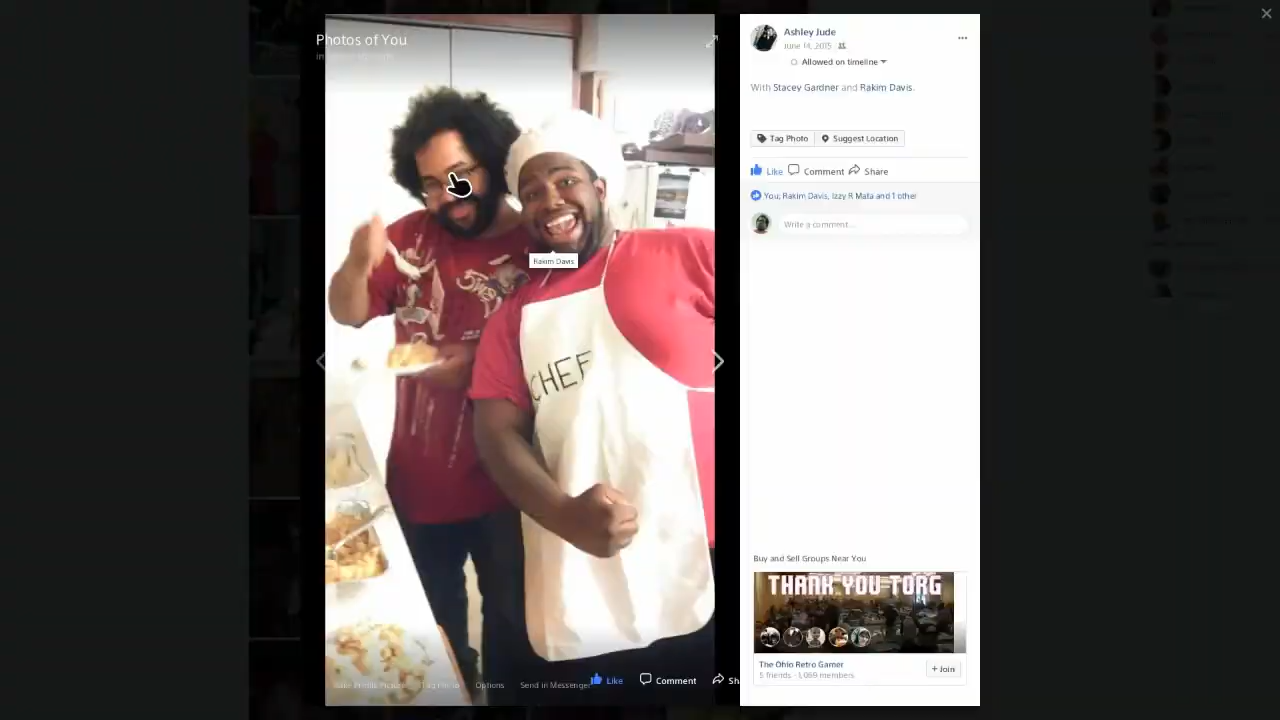 Photos of You
Ashley Jude
June 14, 2015
Allowed on timeline
With Stacey Gardner and Rakim Davis.
Tag Photo
Suggest Location
Like Comment Share
You, Rakim Davis, Izzy R Mata and 1 other
Write a comment...
Rakim Davis
CHEF
Buy and Sell Groups Near You
THANK YOU TORG
The Ohio Retro Gamer
+ Join
5 friends · 1,069 members
Tag Photo
Options
Send in Messenger
Like
Comment
Sh